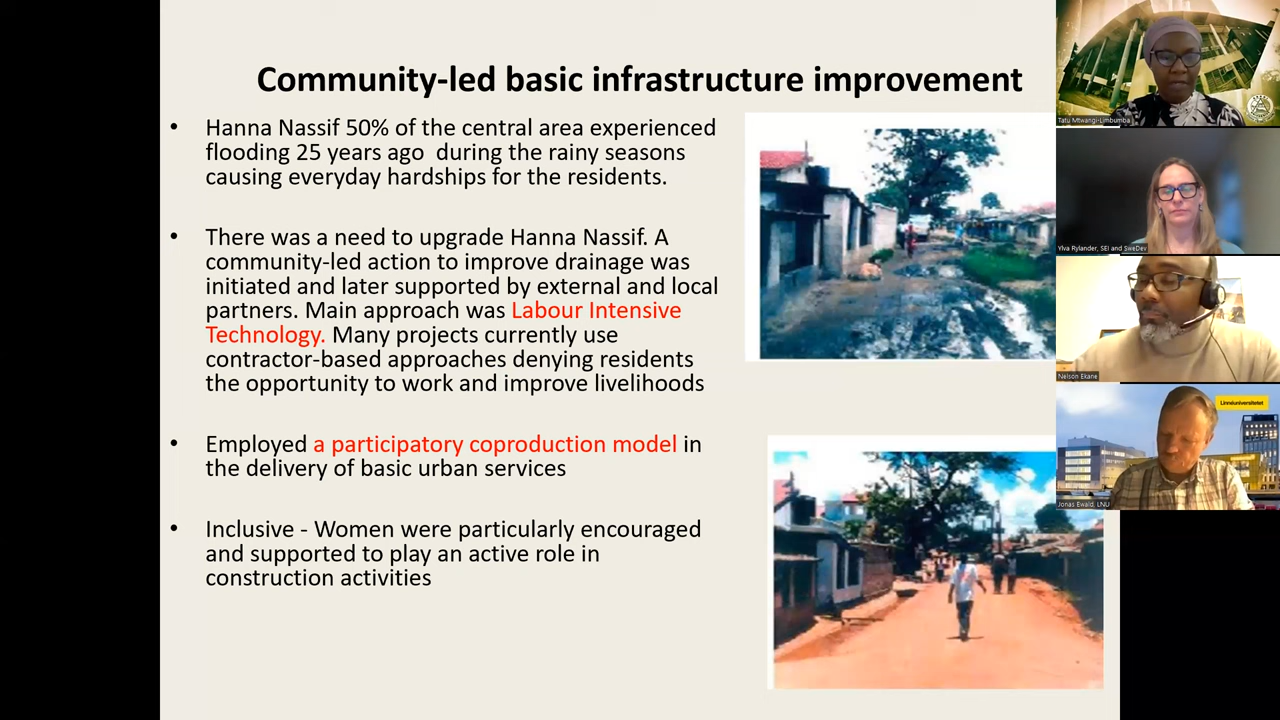 Community-led basic infrastructure improvement
• Hanna Nassif 50% of the central area experienced
flooding 25 years ago during the rainy seasons
causing everyday hardships for the residents.
• There was a need to upgrade Hanna Nassif. A
community-led action to improve drainage was
initiated and later supported by external and local
partners. Main approach was Labour Intensive
Technology. Many projects currently use
contractor-based approaches denying residents
the opportunity to work and improve livelihoods
• Employed a participatory coproduction model in
the delivery of basic urban services
• Inclusive - Women were particularly encouraged
and supported to play an active role in
construction activities
Tatu Mtwangi-Limbumba
Ylva Rylander, SEI and SweDev
Nelson Ekane
Linnéuniversitetet
Jonas Ewald, LNU